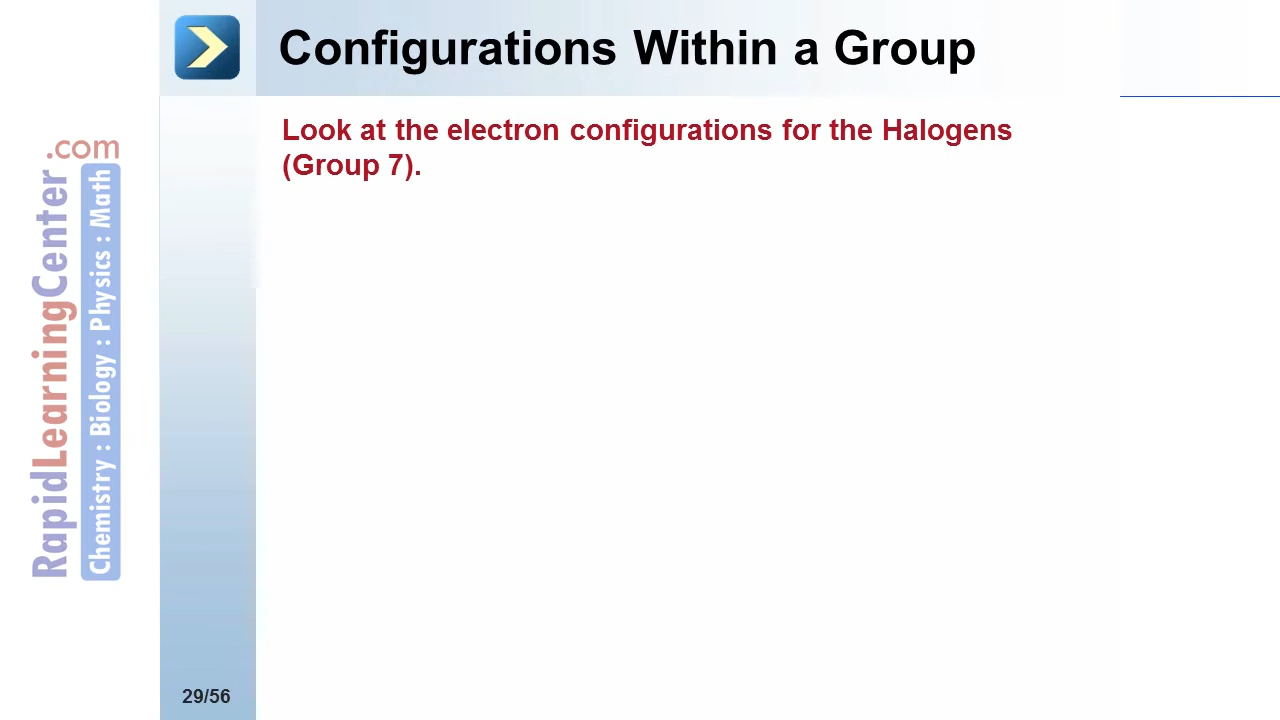 Configurations Within a Group
Look at the electron configurations for the Halogens
(Group 7).
RapidLearningCenter.com
Chemistry : Biology : Physics : Math
29/56